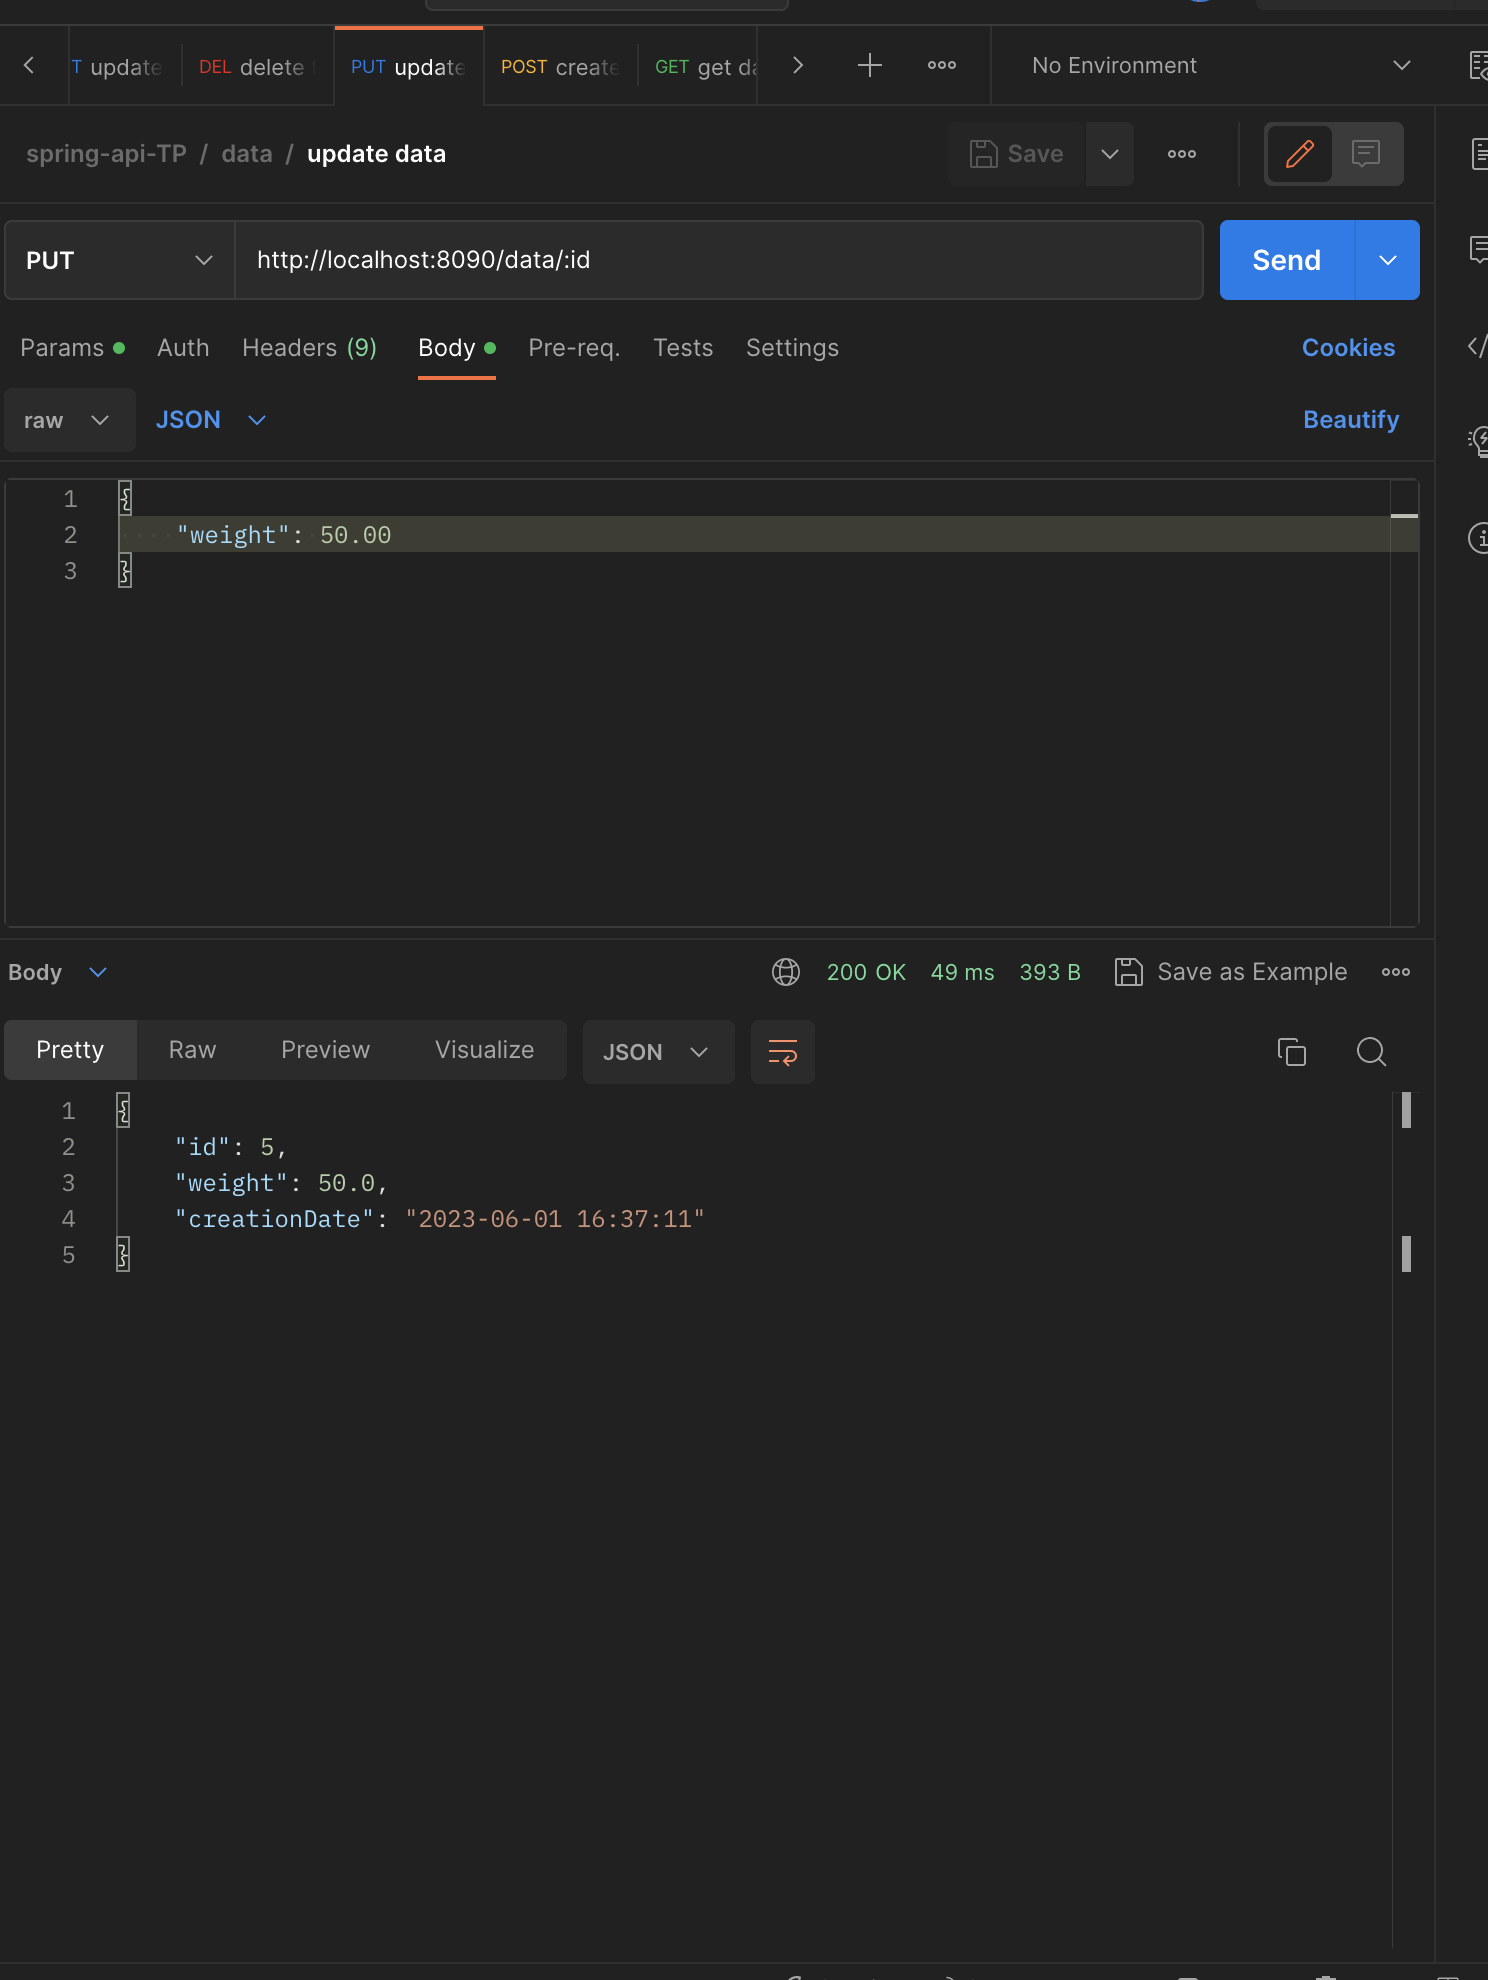 T update
DEL delete
PUT update
POST create
GET get da
No Environment
spring-api-TP / data / update data
Save
PUT
http://localhost:8090/data/:id
Send
Params
Auth
Headers (9)
Body
Pre-req.
Tests
Settings
Cookies
raw
JSON
Beautify
1 {
2 "weight": 50.00
3 }
Body
200 OK 49 ms 393 B
Save as Example
Pretty
Raw
Preview
Visualize
JSON
1 {
2 "id": 5,
3 "weight": 50.0,
4 "creationDate": "2023-06-01 16:37:11"
5 }